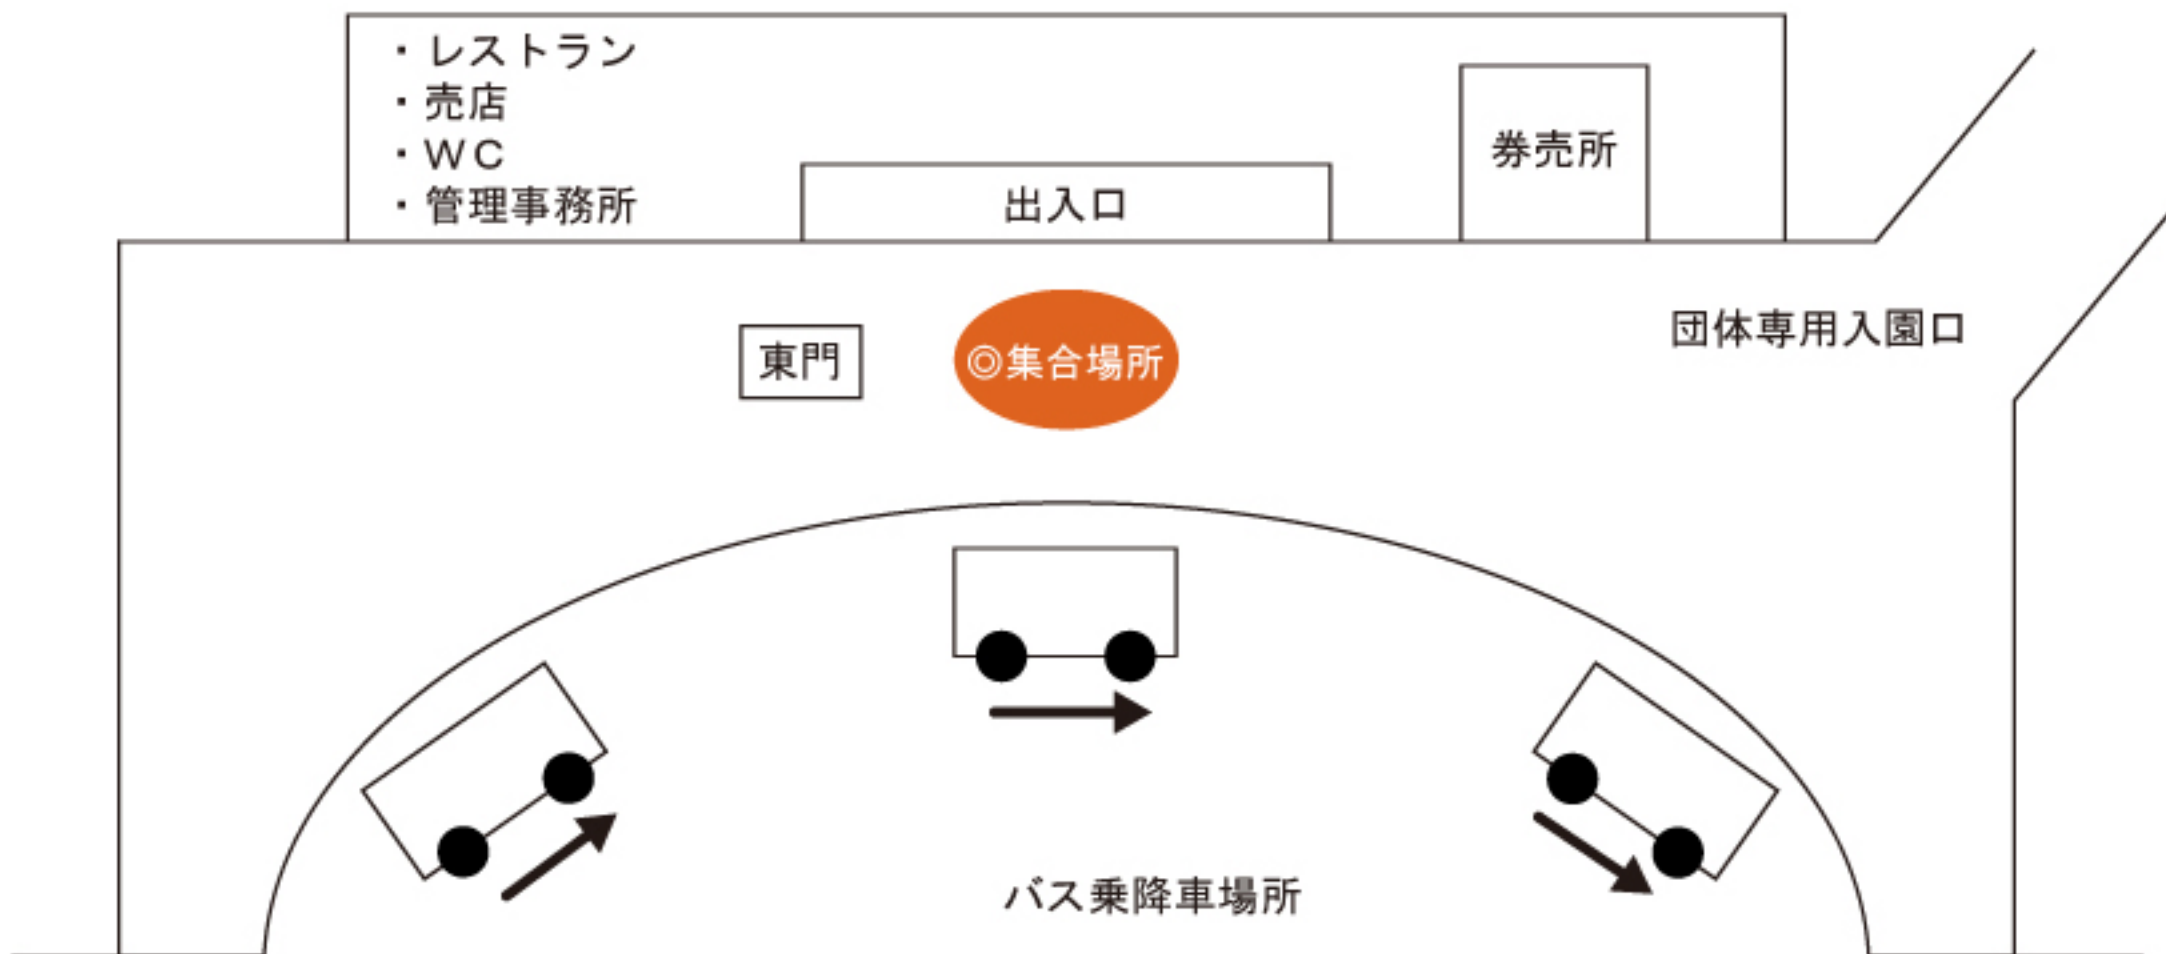 ・レストラン
・売店
・WC
・管理事務所
出入口
券売所
東門
◎集合場所
団体専用入園口
バス乗降車場所